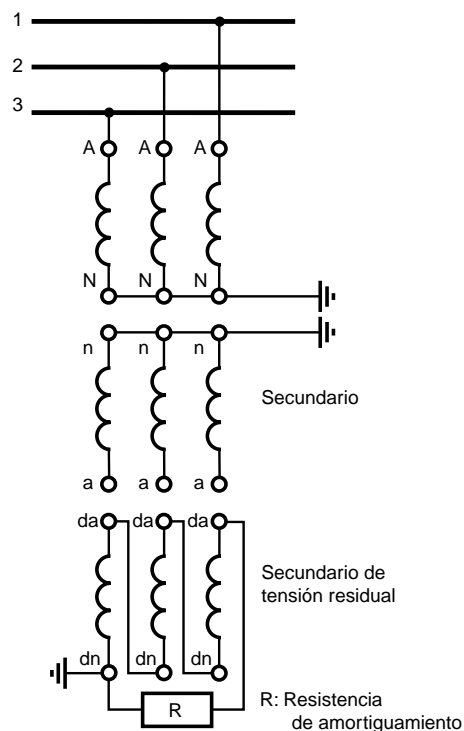 1
2
3
A A A
N N N
n n n
Secundario
a a a
da da da
Secundario de
tensión residual
dn dn dn
R
R: Resistencia
de amortiguamiento